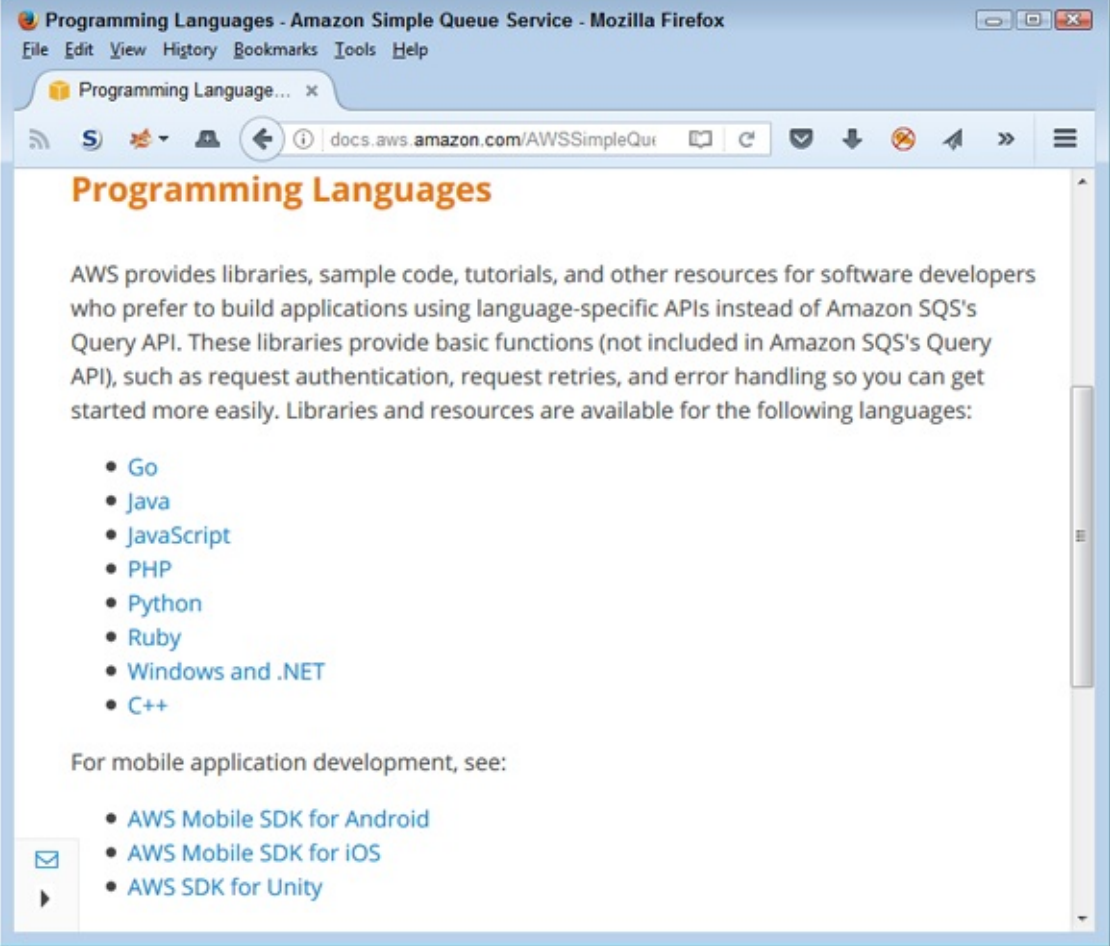 Programming Languages - Amazon Simple Queue Service - Mozilla Firefox
File Edit View History Bookmarks Tools Help
Programming Language... ×
S docs.aws.amazon.com/AWSSimpleQue »
Programming Languages
AWS provides libraries, sample code, tutorials, and other resources for software developers
who prefer to build applications using language-specific APIs instead of Amazon SQS's
Query API. These libraries provide basic functions (not included in Amazon SQS's Query
API), such as request authentication, request retries, and error handling so you can get
started more easily. Libraries and resources are available for the following languages:
• Go
• Java
• JavaScript
• PHP
• Python
• Ruby
• Windows and .NET
• C++
For mobile application development, see:
• AWS Mobile SDK for Android
• AWS Mobile SDK for iOS
• AWS SDK for Unity